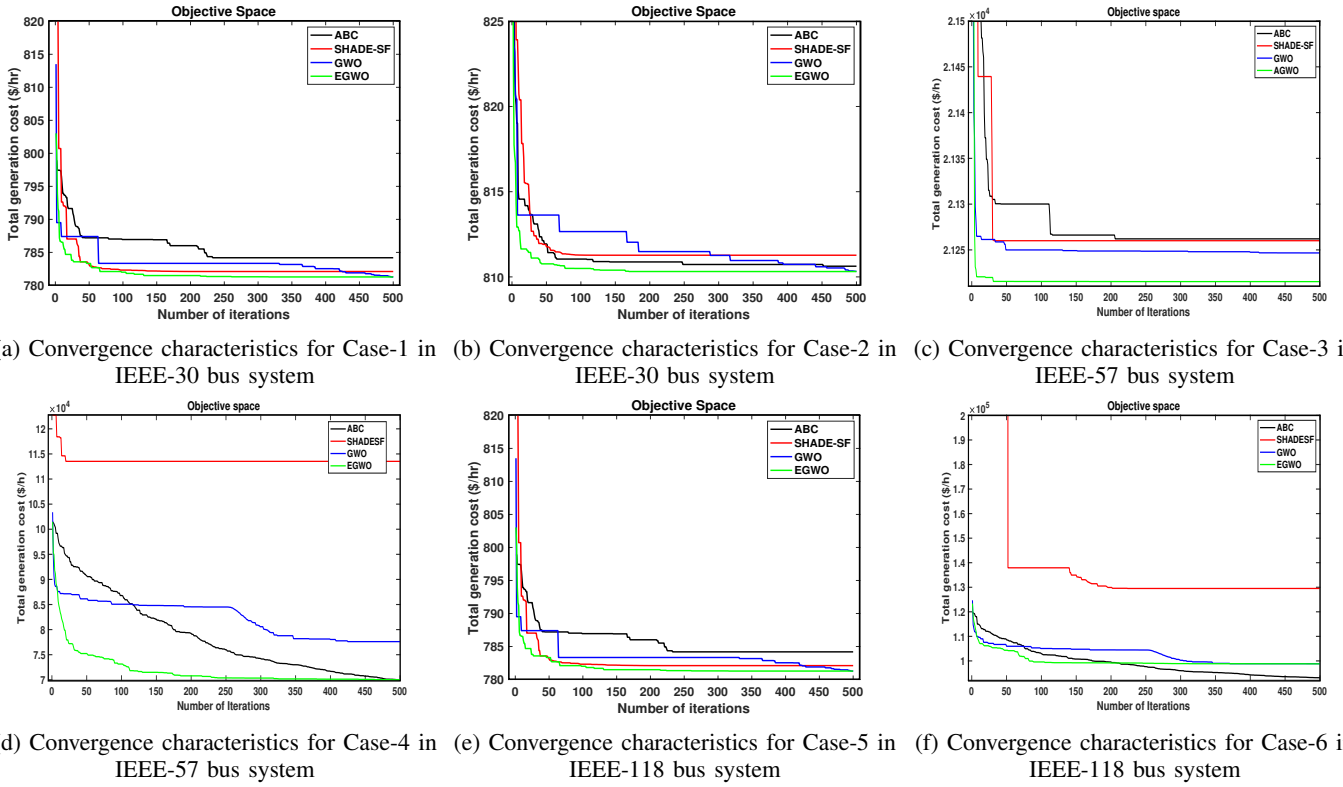 Objective Space
820
815
810
805
800
795
790
785
780
Total generation cost ($/hr)
0 50 100 150 200 250 300 350 400 450 500
Number of iterations
ABC
SHADE-SF
GWO
EGWO
(a) Convergence characteristics for Case-1 in
IEEE-30 bus system
Objective Space
825
820
815
810
Total generation cost ($/hr)
0 50 100 150 200 250 300 350 400 450 500
Number of iterations
ABC
SHADE-SF
GWO
EGWO
(b) Convergence characteristics for Case-2 in
IEEE-30 bus system
×10⁴
Objective space
2.15
2.145
2.14
2.135
2.13
2.125
Total generation cost ($/h)
0 50 100 150 200 250 300 350 400 450 500
Number of Iterations
ABC
SHADE-SF
GWO
AGWO
(c) Convergence characteristics for Case-3 i
IEEE-57 bus system
×10⁴
Objective space
12
11.5
11
10.5
10
9.5
9
8.5
8
7.5
7
Total generation cost ($/h)
0 50 100 150 200 250 300 350 400 450 500
Number of Iterations
ABC
SHADESF
GWO
EGWO
d) Convergence characteristics for Case-4 in
IEEE-57 bus system
Objective Space
820
815
810
805
800
795
790
785
780
Total generation cost ($/hr)
0 50 100 150 200 250 300 350 400 450 500
Number of iterations
ABC
SHADE-SF
GWO
EGWO
(e) Convergence characteristics for Case-5 in
IEEE-118 bus system
×10⁵
Objective space
2
1.9
1.8
1.7
1.6
1.5
1.4
1.3
1.2
1.1
1
Total generation cost ($/h)
0 50 100 150 200 250 300 350 400 450 500
Number of Iterations
ABC
SHADESF
GWO
EGWO
(f) Convergence characteristics for Case-6 i
IEEE-118 bus system